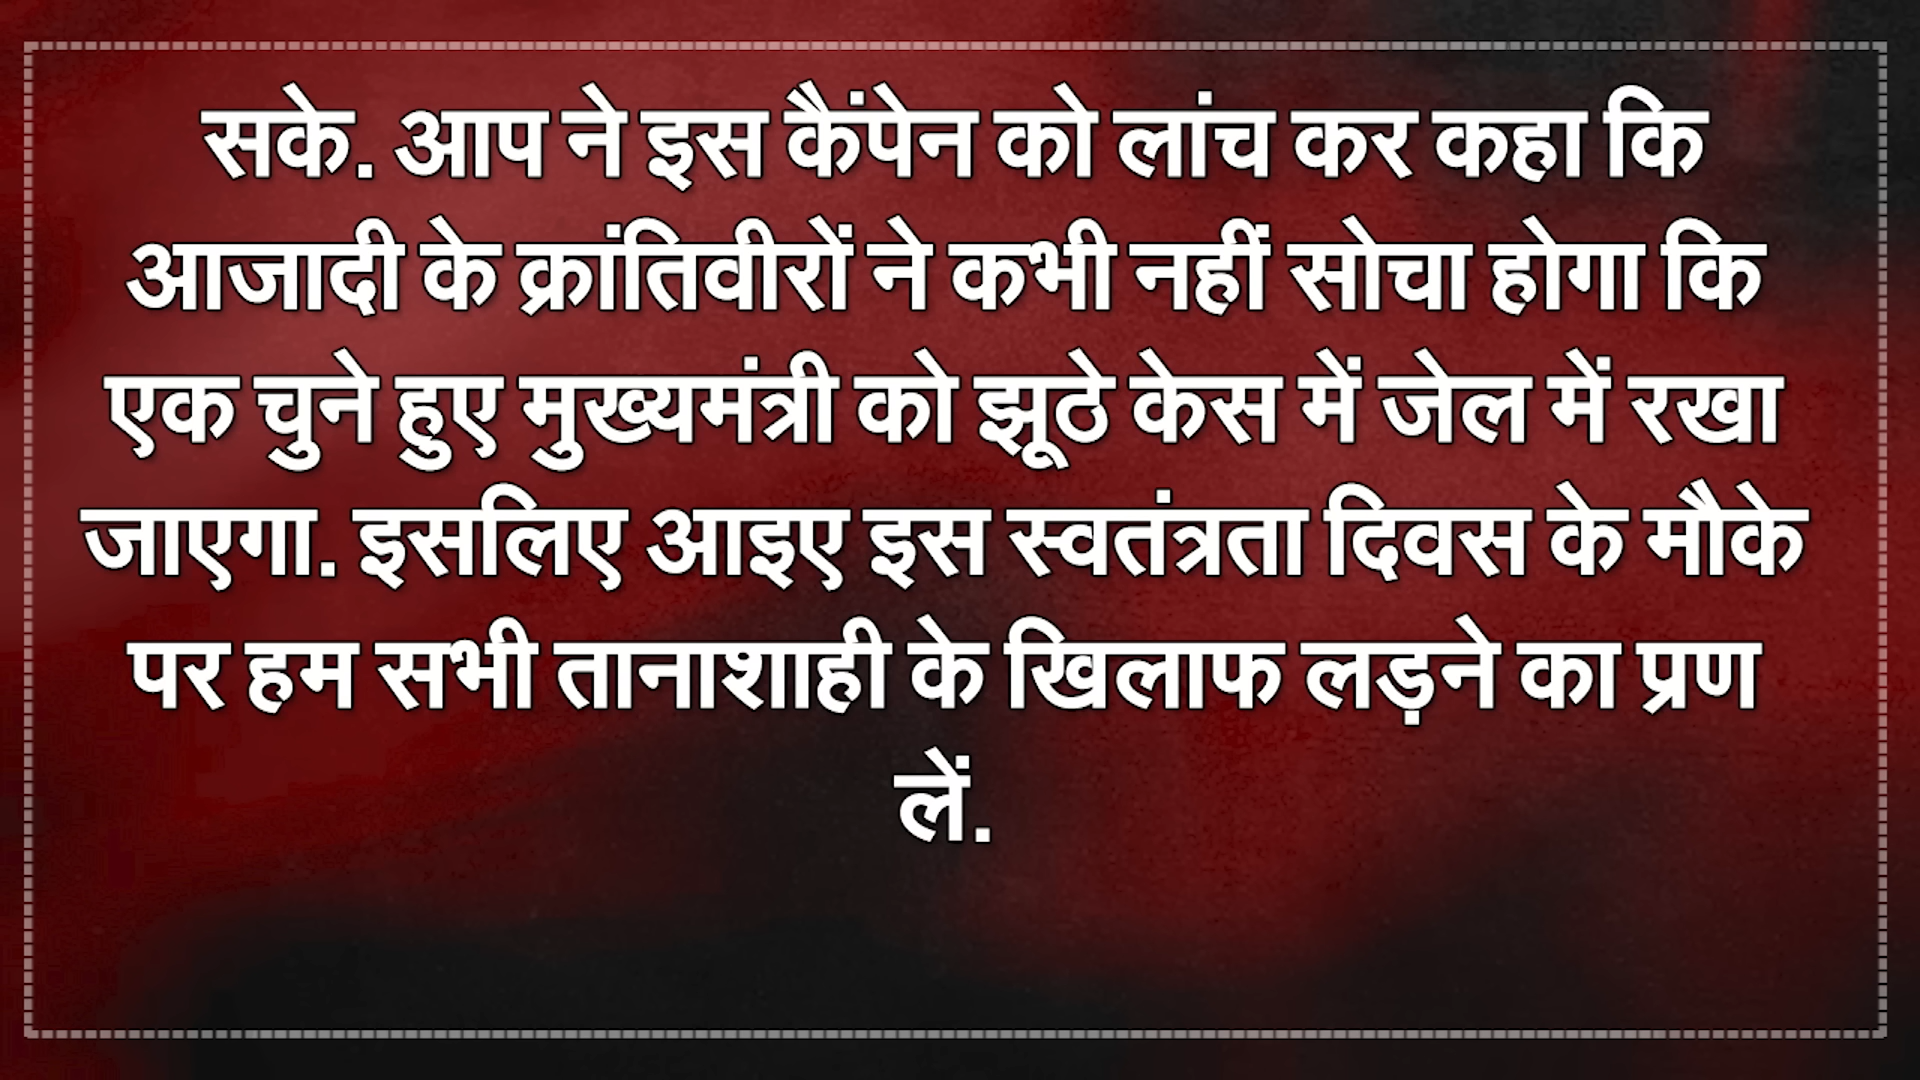 सके. आप ने इस कैंपेन को लांच कर कहा कि
आजादी के क्रांतिवीरों ने कभी नहीं सोचा होगा कि
एक चुने हुए मुख्यमंत्री को झूठे केस में जेल में रखा
जाएगा. इसलिए आइए इस स्वतंत्रता दिवस के मौके
पर हम सभी तानाशाही के खिलाफ लड़ने का प्रण
लें.